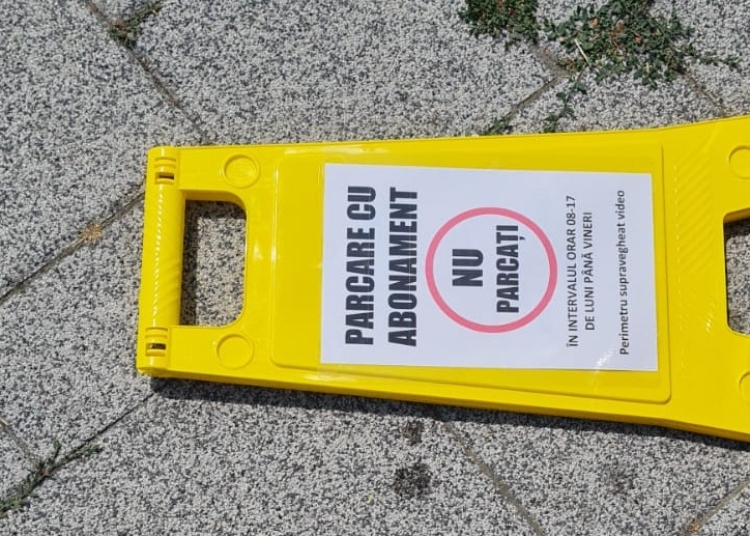 PARCARE CU
ABONAMENT
NU
PARCAȚI
ÎN INTERVALUL ORAR 08-17
DE LUNI PÂNĂ VINERI
Perimetru supravegheat video